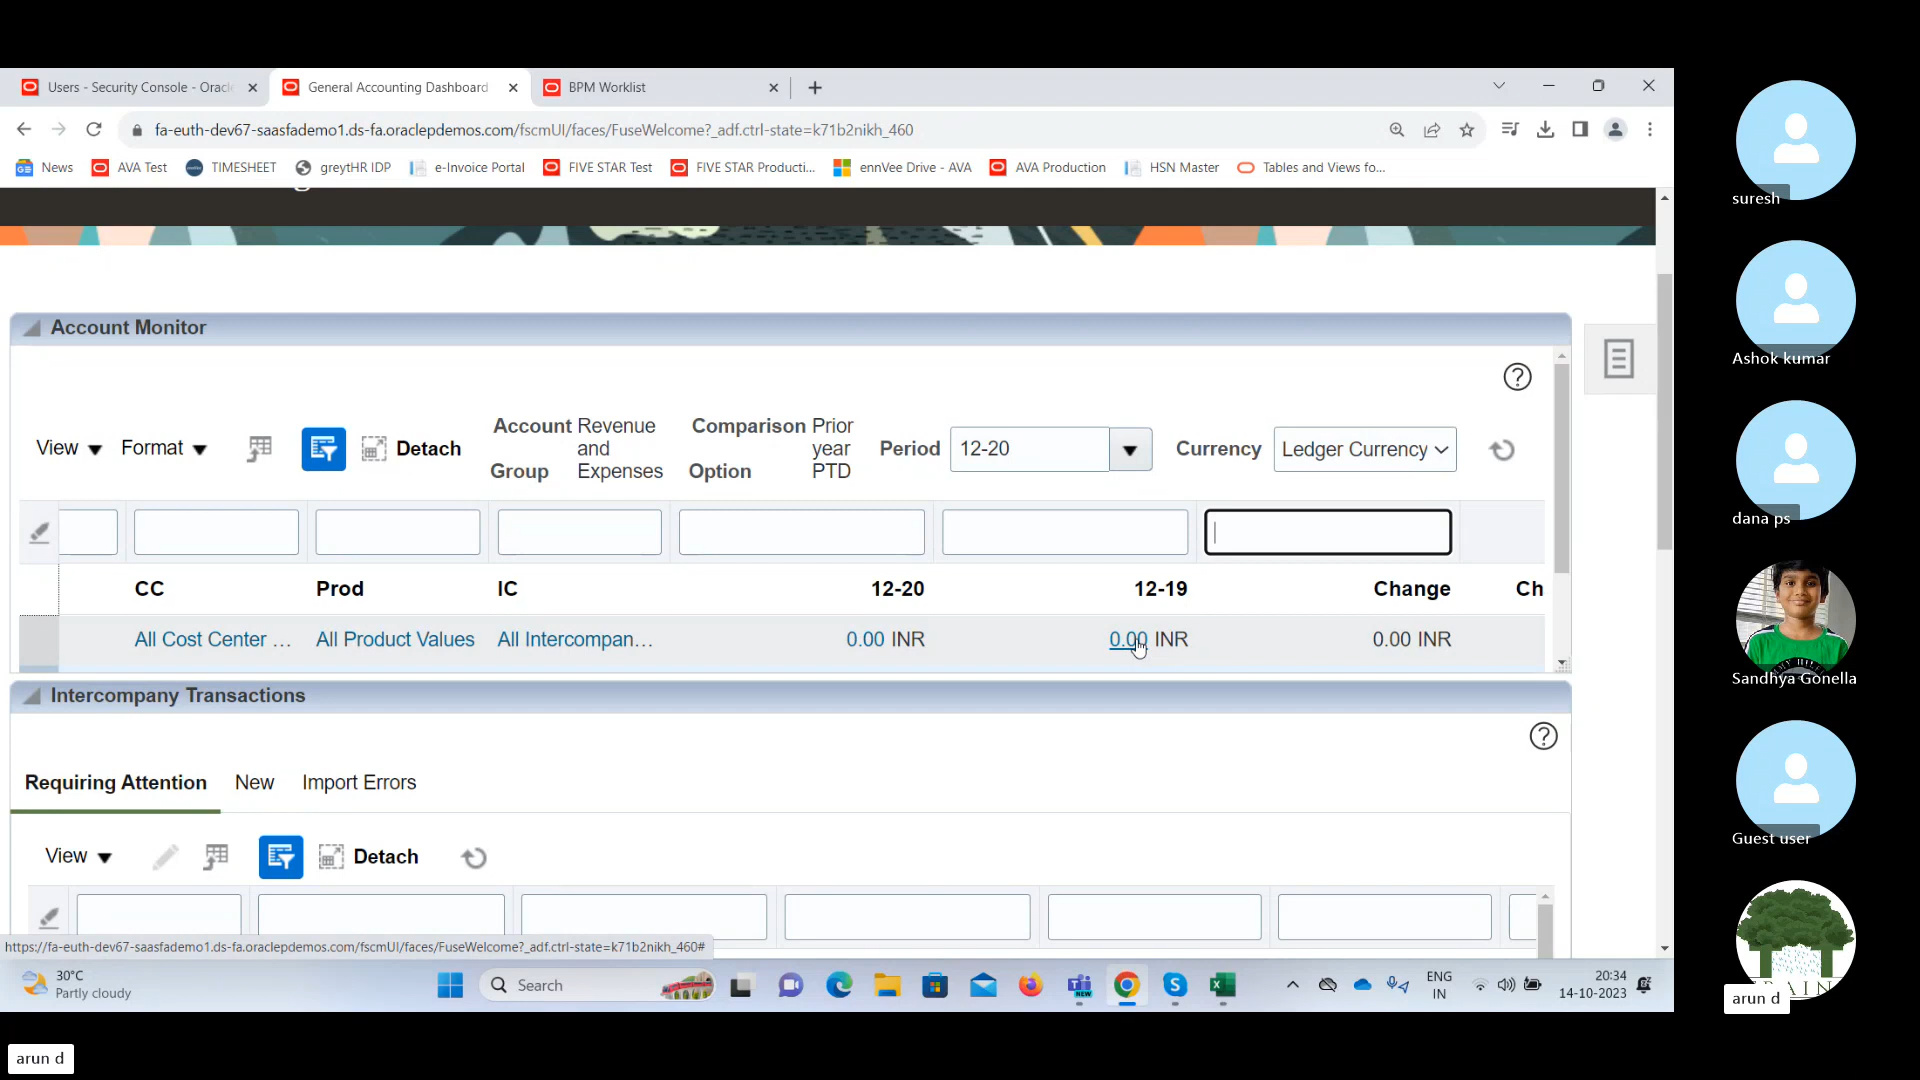 Users - Security Console - Oracl
General Accounting Dashboard
BPM Worklist
fa-euth-dev67-saasfademo1.ds-fa.oraclepdemos.com/fscmUI/faces/FuseWelcome?_adf.ctrl-state=k71b2nikh_460
News
AVA Test
TIMESHEET
greytHR IDP
e-Invoice Portal
FIVE STAR Test
FIVE STAR Producti...
ennVee Drive - AVA
AVA Production
HSN Master
Tables and Views fo...
Account Monitor
View
Format
Detach
Account Group
Revenue and Expenses
Comparison Option
Prior year PTD
Period
12-20
Currency
Ledger Currency
CC
Prod
IC
12-20
12-19
Change
Ch
All Cost Center ...
All Product Values
All Intercompan...
0.00 INR
0.00 INR
0.00 INR
Intercompany Transactions
Requiring Attention
New
Import Errors
View
Detach
https://fa-euth-dev67-saasfademo1.ds-fa.oraclepdemos.com/fscmUI/faces/FuseWelcome?_adf.ctrl-state=k71b2nikh_460#
30°C
Partly cloudy
Search
NEW
ENG
IN
20:34
14-10-2023
suresh
Ashok kumar
dana ps
Sandhya Gonella
Guest user
arun d
arun d